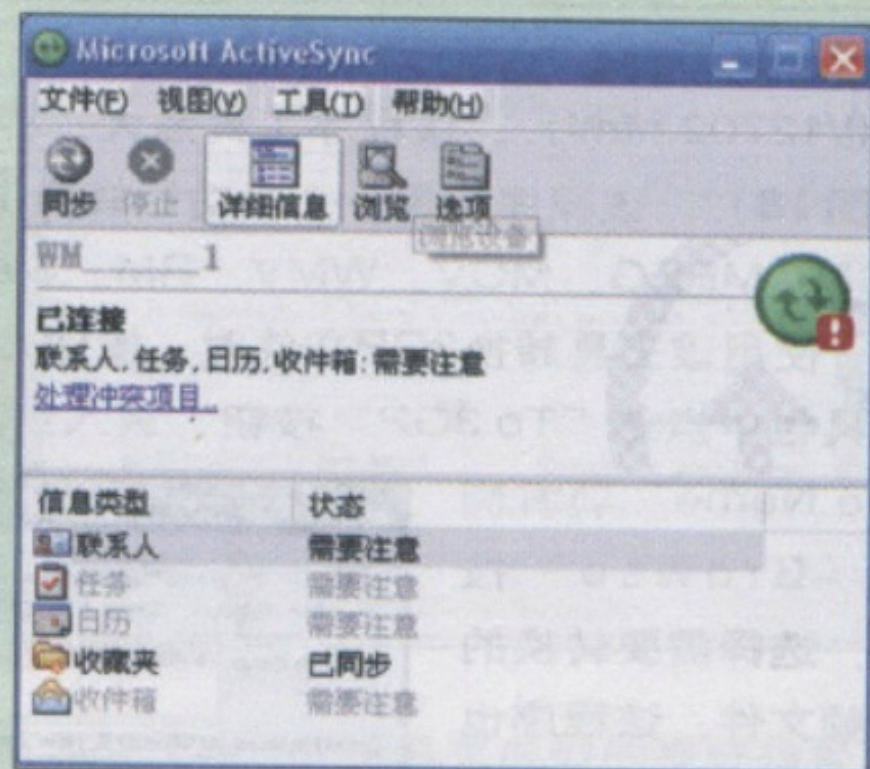 Microsoft ActiveSync
文件(F) 视图(V) 工具(T) 帮助(H)
同步 停止 详细信息 浏览 选项
浏览设备
WM_____1
已连接
联系人,任务,日历,收件箱: 需要注意
处理冲突项目..
信息类型 状态
联系人 需要注意
任务 需要注意
日历 需要注意
收藏夹 已同步
收件箱 需要注意